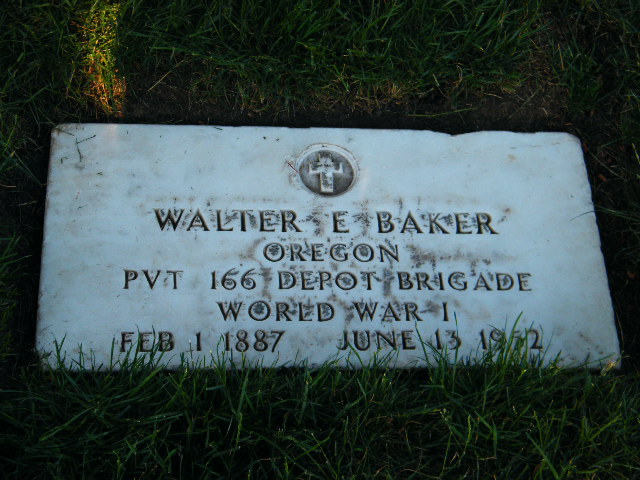 WALTER E BAKER
OREGON
PVT 166 DEPOT BRIGADE
WORLD WAR I
FEB 1 1887 JUNE 13